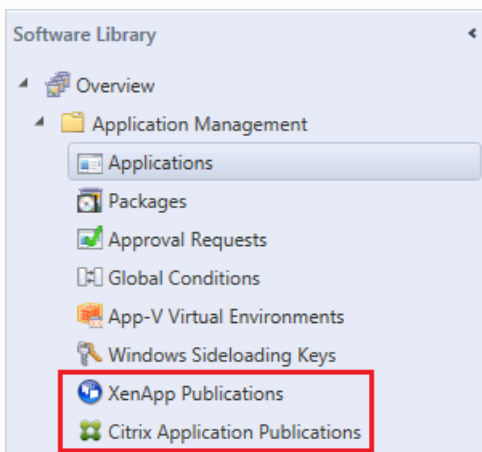 Software Library
Overview
Application Management
Applications
Packages
Approval Requests
Global Conditions
App-V Virtual Environments
Windows Sideloading Keys
XenApp Publications
Citrix Application Publications